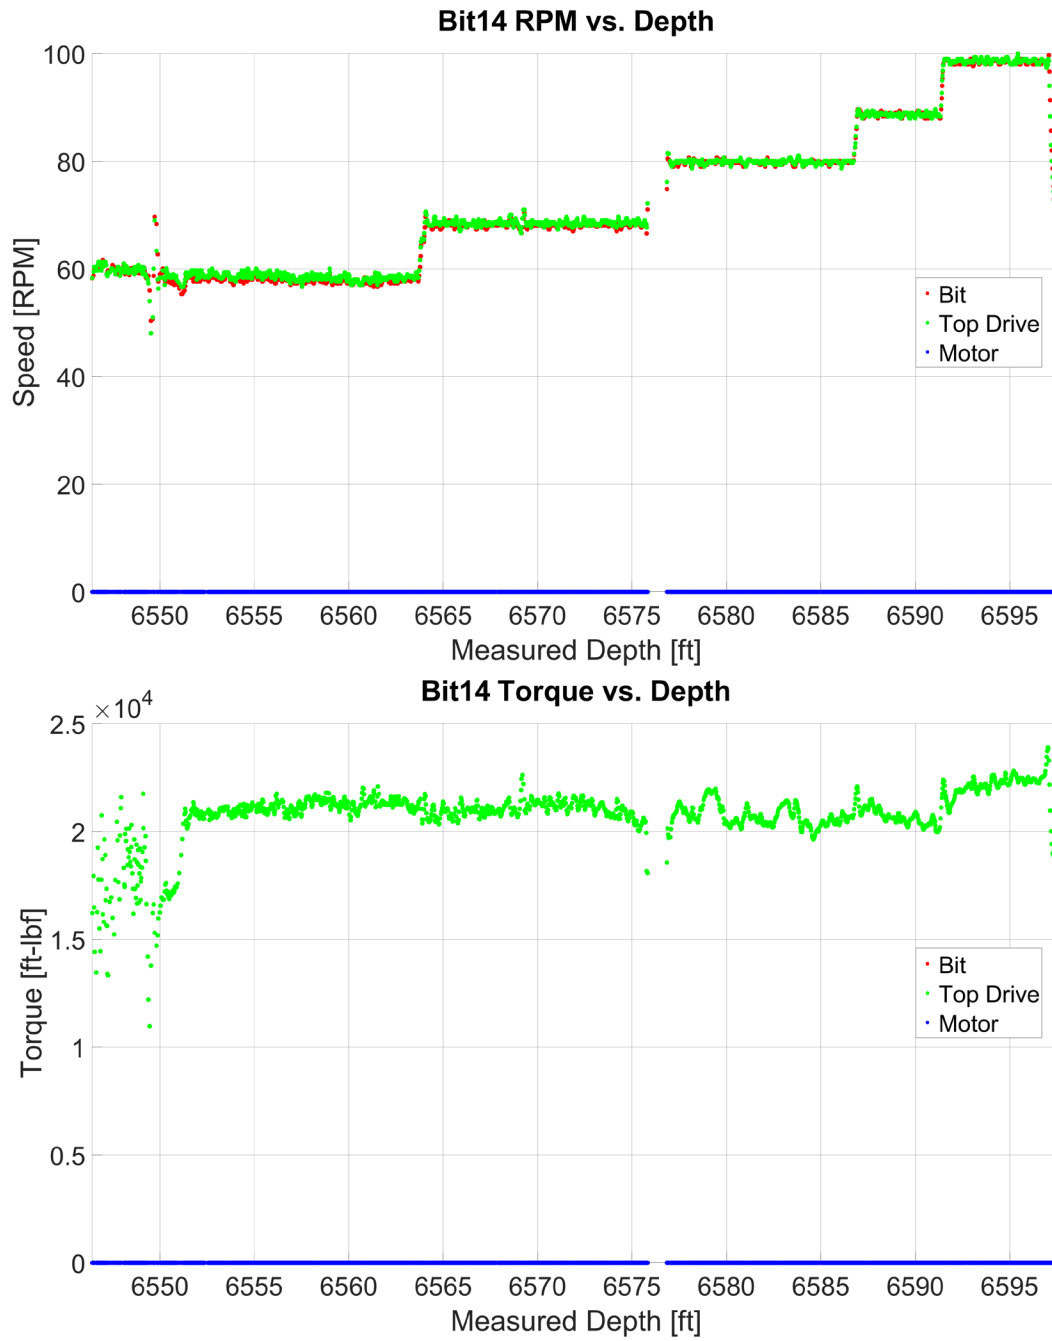 Bit14 RPM vs. Depth
100
80
60
40
20
0
Speed [RPM]
Bit
Top Drive
Motor
6550 6555 6560 6565 6570 6575 6580 6585 6590 6595
Measured Depth [ft]
Bit14 Torque vs. Depth
×10^4
2.5
2
1.5
1
0.5
0
Torque [ft-lbf]
Bit
Top Drive
Motor
6550 6555 6560 6565 6570 6575 6580 6585 6590 6595
Measured Depth [ft]